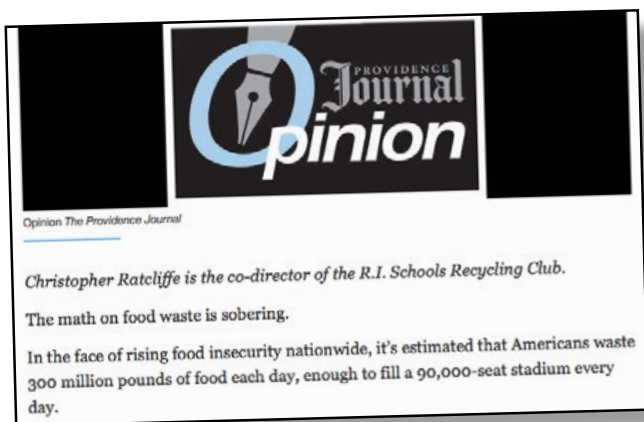 PROVIDENCE
Journal
Opinion
Opinion The Providence Journal
Christopher Ratcliffe is the co-director of the R.I. Schools Recycling Club.
The math on food waste is sobering.
In the face of rising food insecurity nationwide, it's estimated that Americans waste
300 million pounds of food each day, enough to fill a 90,000-seat stadium every
day.